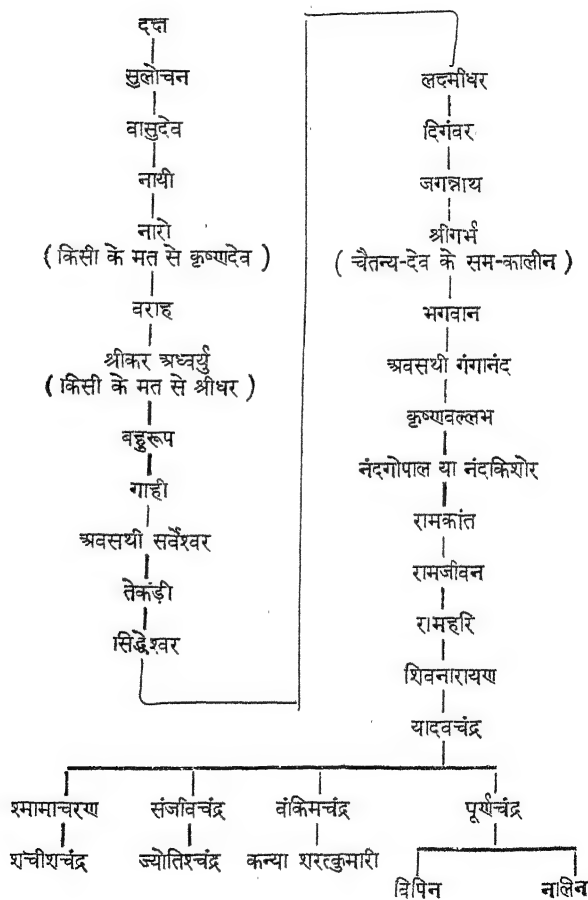 दक्ष
सुलोचन
वासुदेव
नायी
नारो
( किसी के मत से कृष्णदेव )
वराह
श्रीकर अध्वर्यु
( किसी के मत से श्रीधर )
बहुरूप
गाही
अवसथी सर्वेश्वर
तेकड़ी
सिद्धेश्वर
लक्ष्मीधर
दिगंबर
जगन्नाथ
श्रीगर्भ
( चैतन्य-देव के सम-कालीन )
भगवान
अवसथी गंगानंद
कृष्णवल्लभ
नंदगोपाल या नंदकिशोर
रामकांत
रामजीवन
रामहरि
शिवनारायण
यादवचंद्र
श्मामाचरण संजीवचंद्र वंकिमचंद्र पूर्णचंद्र
शचीशचंद्र ज्योतिश्चंद्र कन्या शरत्कुमारी
विपिन नलिन